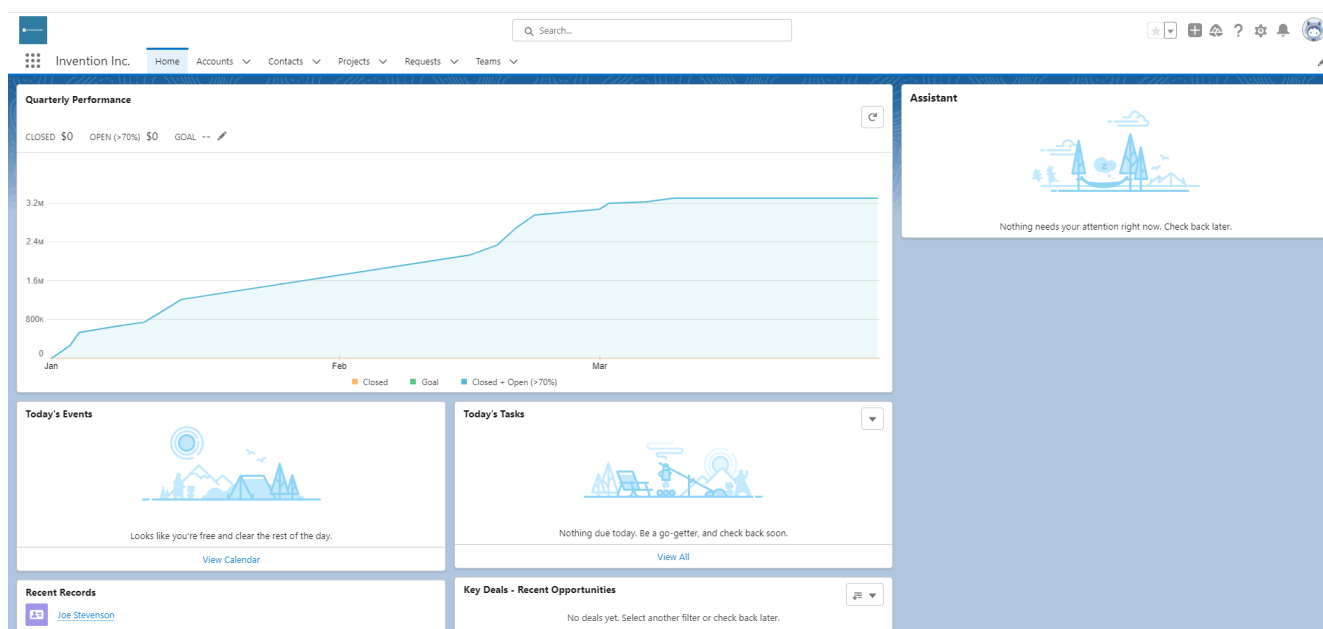 Search...
Invention Inc. Home Accounts Contacts Projects Requests Teams
Quarterly Performance
CLOSED $0 OPEN (>70%) $0 GOAL --
3.2M
2.4M
1.6M
800K
0
Jan Feb Mar
Closed Goal Closed + Open (>70%)
Assistant
Nothing needs your attention right now. Check back later.
Today's Events
Looks like you're free and clear the rest of the day.
View Calendar
Today's Tasks
Z
Nothing due today. Be a go-getter, and check back soon.
View All
Recent Records
Joe Stevenson
Key Deals - Recent Opportunities
No deals yet. Select another filter or check back later.